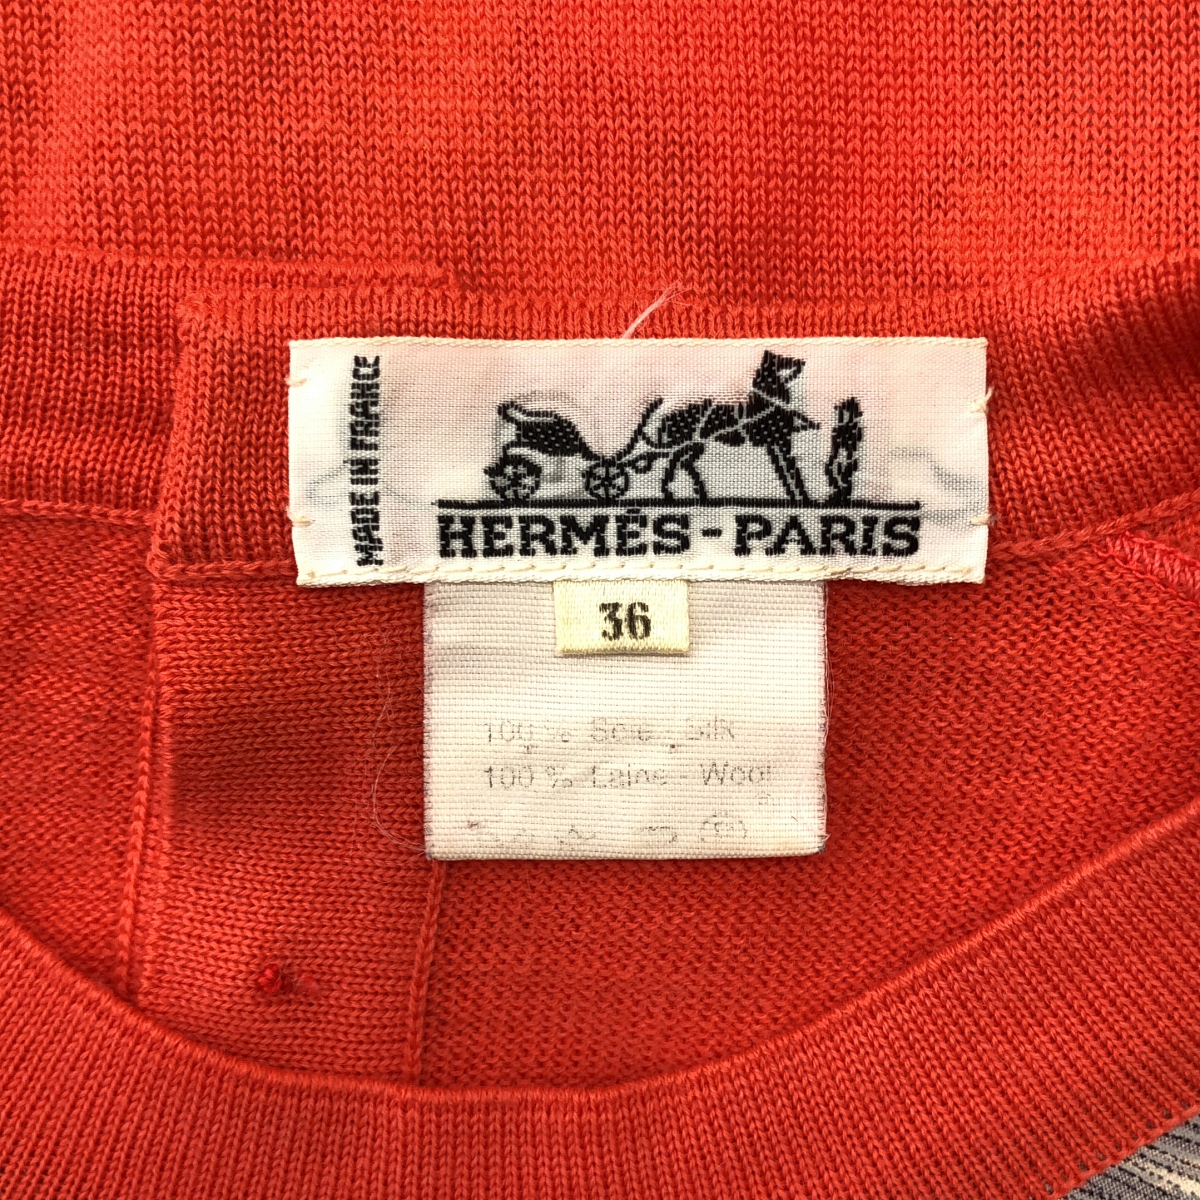 MADE IN FRANCE
HERMÈS-PARIS
36
100 % Soie - Silk
100 % Laine - Wool
(P)